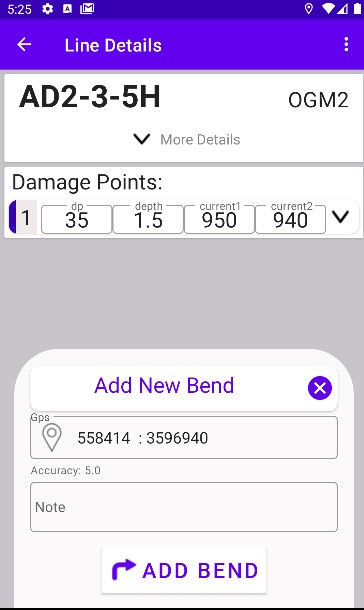 5:25
Line Details
AD2-3-5H
OGM2
More Details
Damage Points:
1
dp
35
depth
1.5
current1
950
current2
940
Add New Bend
Gps
558414 : 3596940
Accuracy: 5.0
Note
ADD BEND